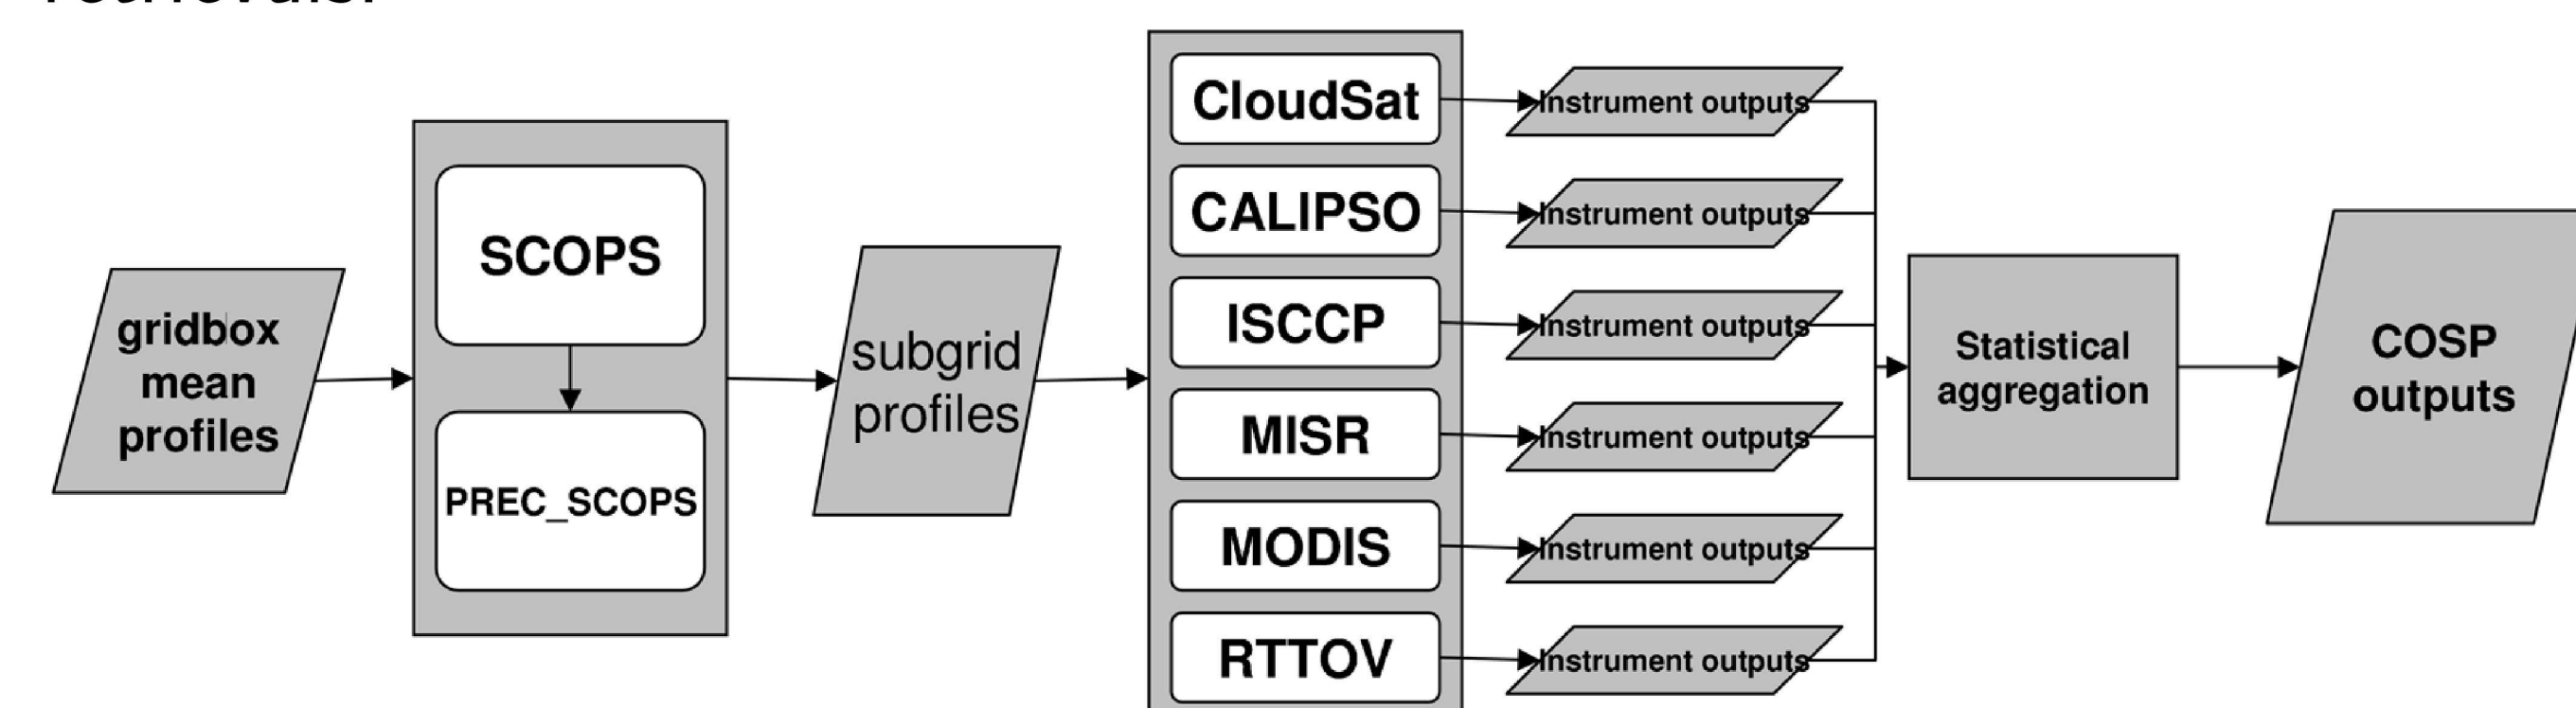 retrievals.
gridbox
mean
profiles
SCOPS
PREC_SCOPS
subgrid
profiles
CloudSat
Instrument outputs
CALIPSO
Instrument outputs
ISCCP
Instrument outputs
MISR
Instrument outputs
MODIS
Instrument outputs
RTTOV
Instrument outputs
Statistical
aggregation
COSP
outputs